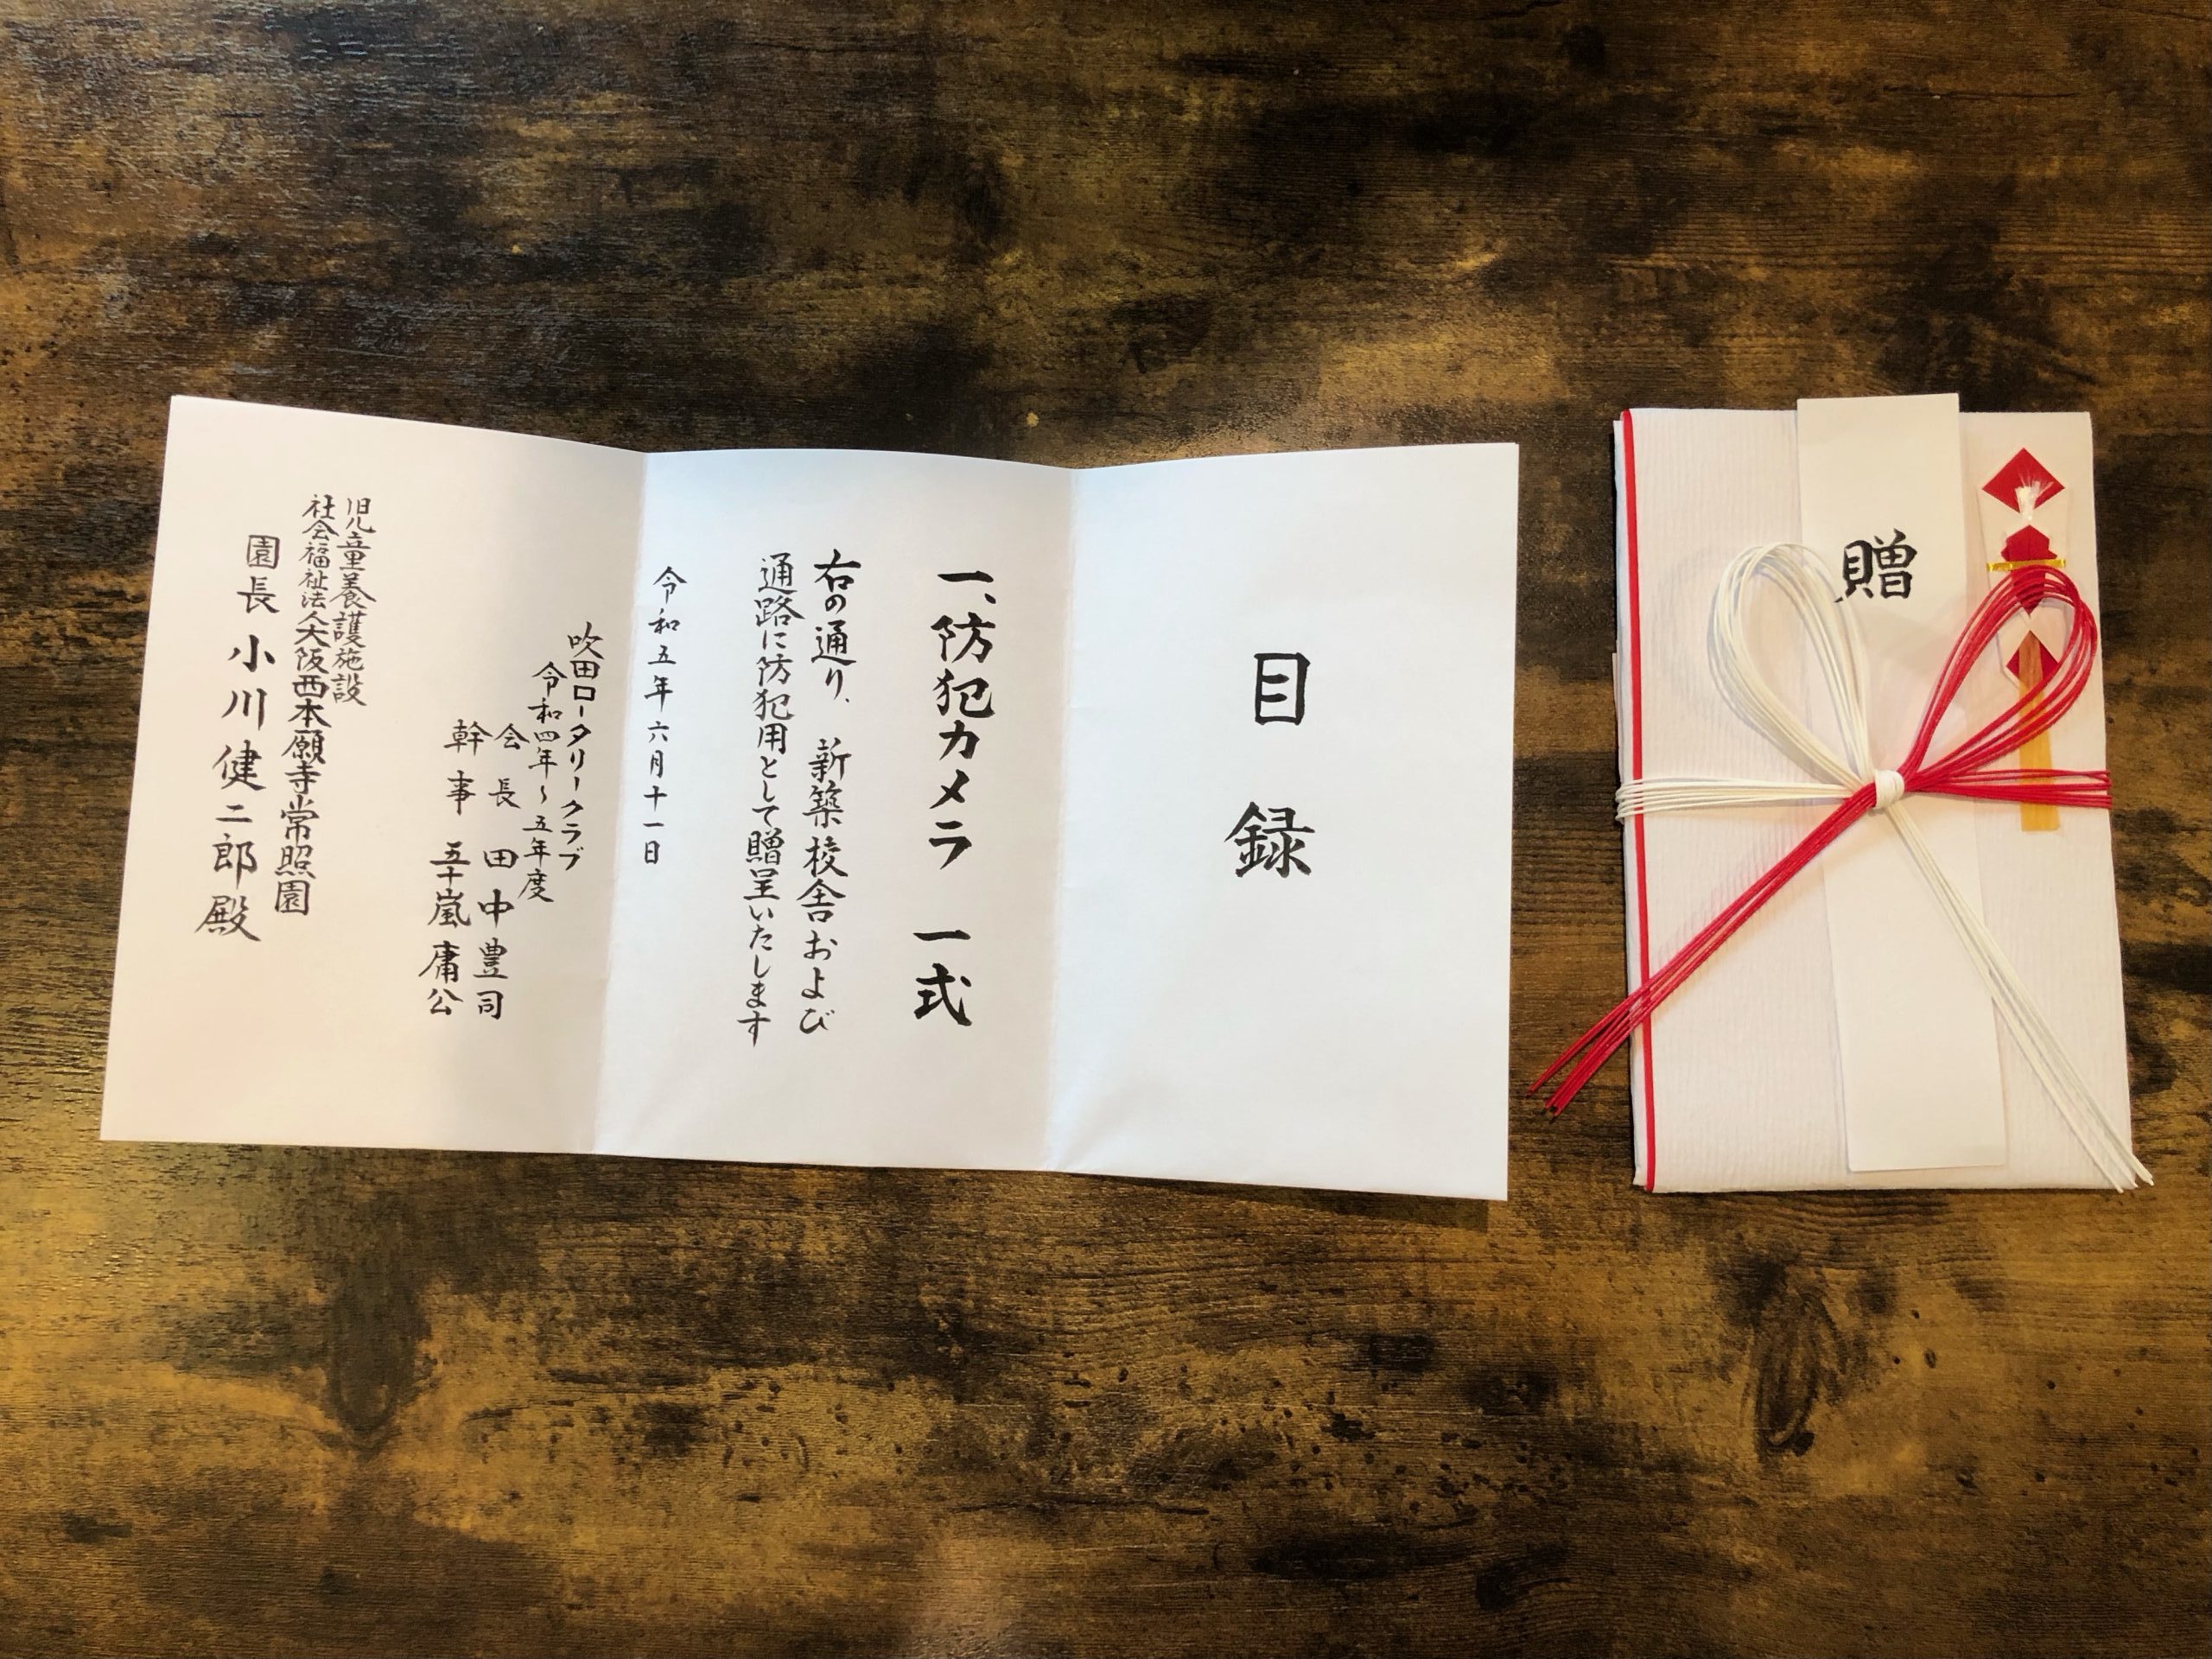 目録
一、防犯カメラ 一式
右の通り、新築校舎および
通路に防犯用として贈呈いたします
令和五年六月十一日
吹田ロータリークラブ
令和四年～五年度
会長 田中豊司
幹事 五十嵐庸公
児童養護施設
社会福祉法人大阪西本願寺常照園
園長 小川健二郎殿
贈